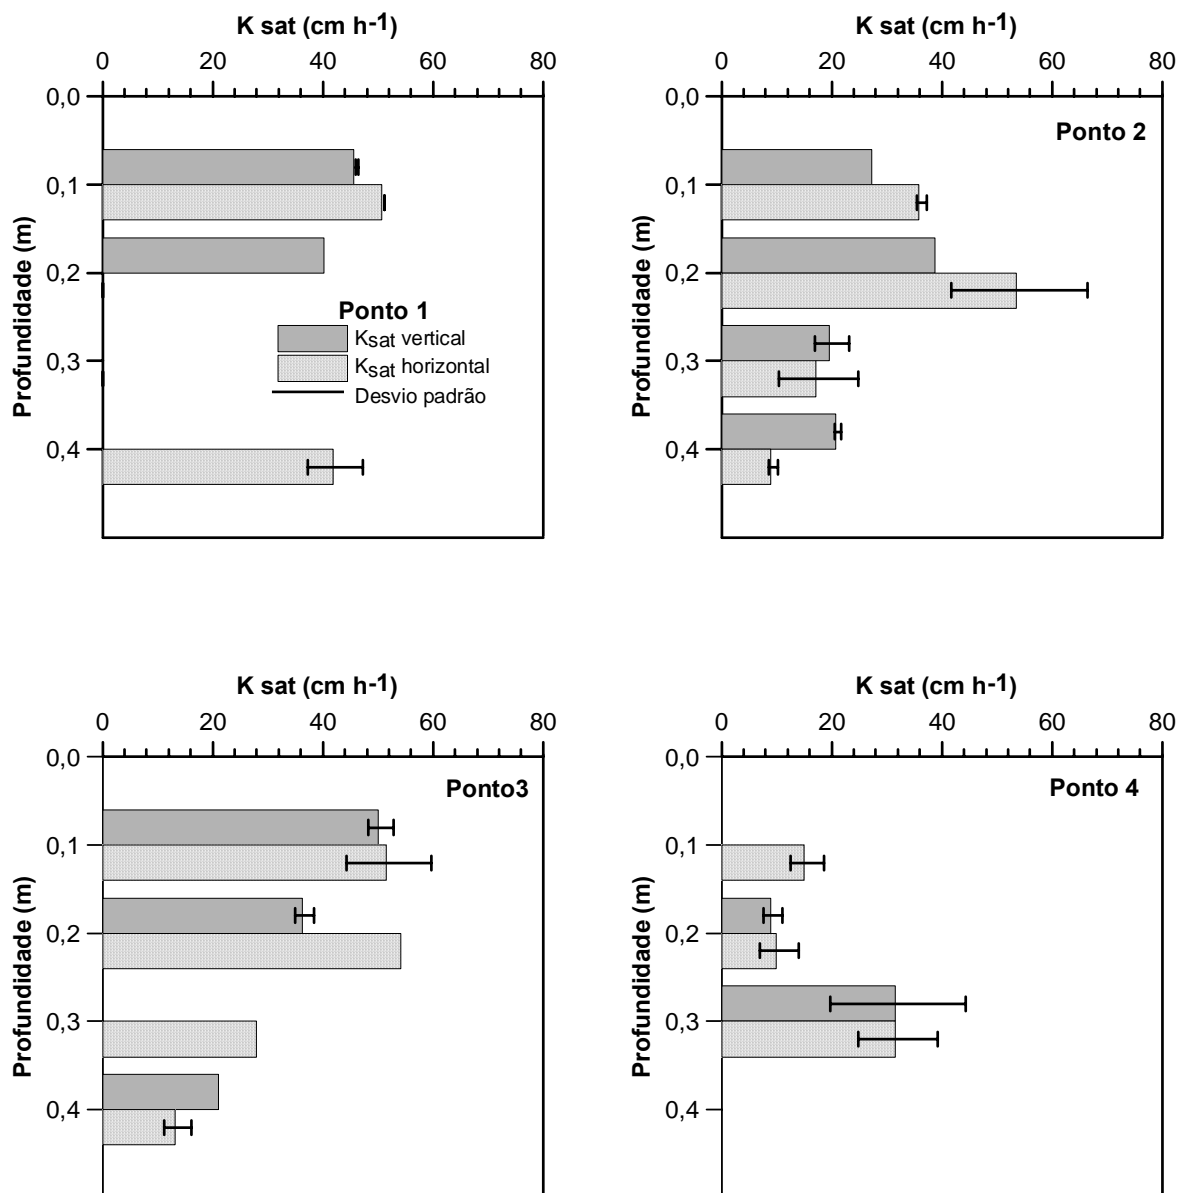 K sat (cm h-1)
0 20 40 60 80
0,0
0,1
0,2
0,3
0,4
Profundidade (m)
Ponto 1
Ksat vertical
Ksat horizontal
Desvio padrão
K sat (cm h-1)
0 20 40 60 80
0,0
0,1
0,2
0,3
0,4
Profundidade (m)
Ponto 2
K sat (cm h-1)
0 20 40 60 80
0,0
0,1
0,2
0,3
0,4
Profundidade (m)
Ponto3
K sat (cm h-1)
0 20 40 60 80
0,0
0,1
0,2
0,3
0,4
Profundidade (m)
Ponto 4